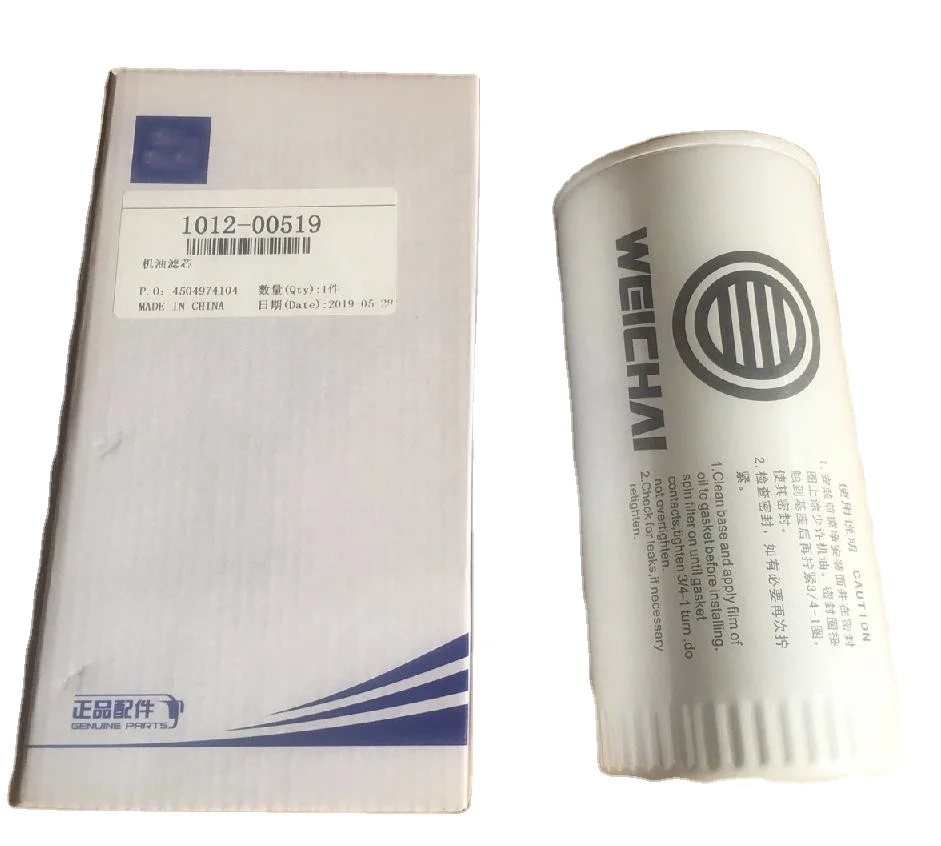 1012-00519
机油滤芯
P.O: 4504974104 数量(Qty):1件
MADE IN CHINA 日期(Date):2019-05-29
正品配件
GENUINE PARTS
WEICHAI
使用说明 CAUTION
1. 安装前擦净安装面并在密封
圈上涂少许机油，密封圈接
触到基座后再拧紧3/4-1圈，
使其密封。
2. 检查密封，如有必要再次拧
紧。
1.Clean base and apply film of
oil to gasket before installing.
spin filter on until gasket
contacts,tighten 3/4-1 turn .do
not overtighten.
2.Check for leaks,if nocessary
retighten.